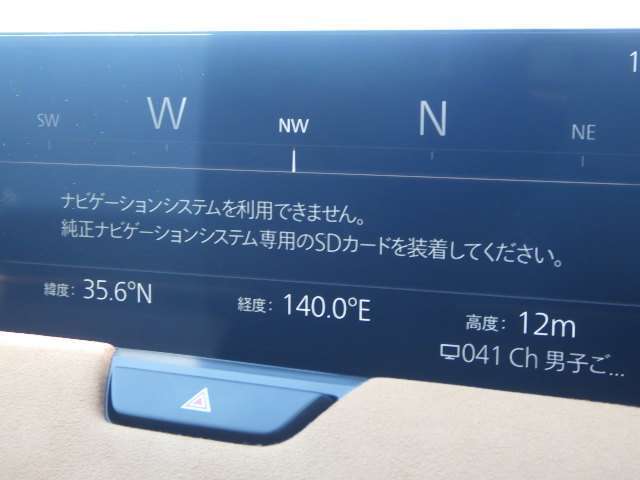 1
SW W NW N NE
ナビゲーションシステムを利用できません。
純正ナビゲーションシステム専用のSDカードを装着してください。
緯度: 35.6°N 経度: 140.0°E 高度: 12m
041 Ch 男子ご...